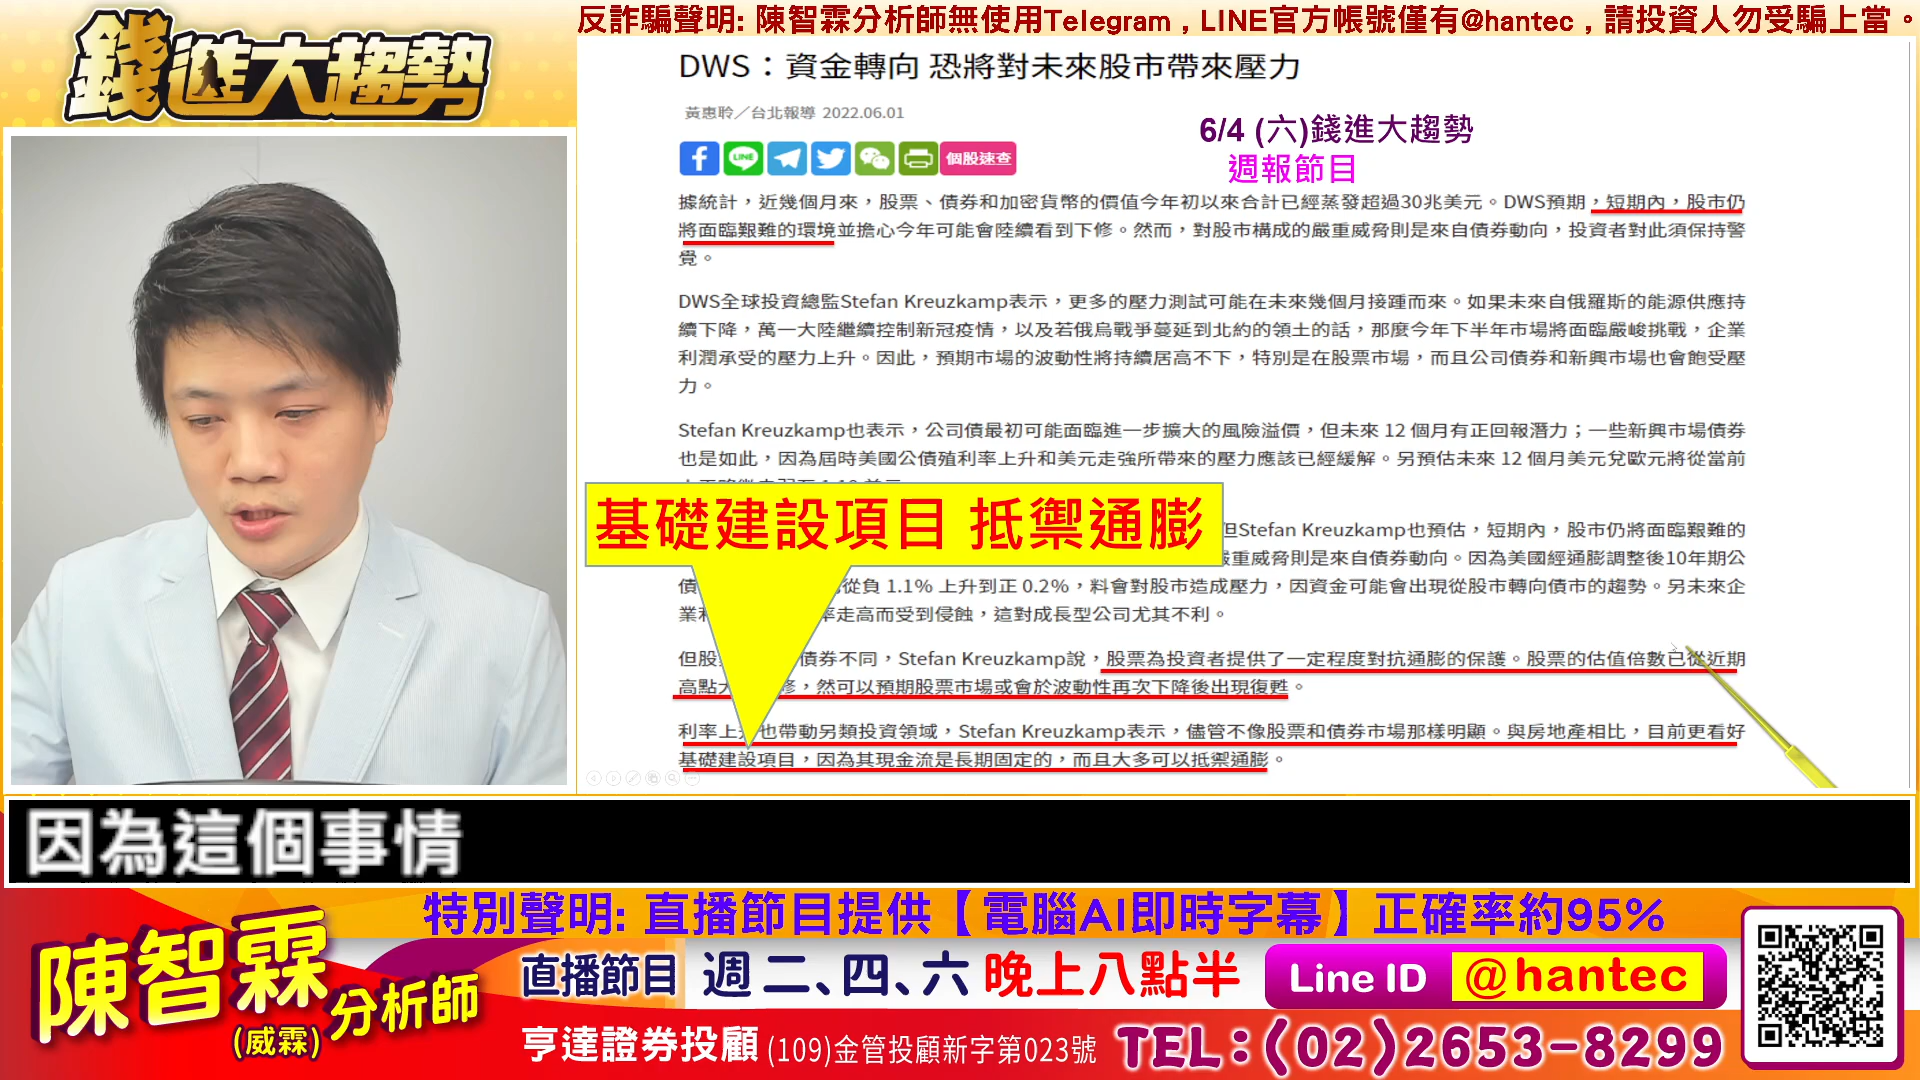 反詐騙聲明: 陳智霖分析師無使用Telegram , LINE官方帳號僅有@hantec , 請投資人勿受騙上當。
錢進大趨勢
DWS：資金轉向 恐將對未來股市帶來壓力
黃惠聆／台北報導 2022.06.01
6/4 (六)錢進大趨勢
週報節目
LINE
個股速查
據統計，近幾個月來，股票、債券和加密貨幣的價值今年初以來合計已經蒸發超過30兆美元。DWS預期，短期內，股市仍
將面臨艱難的環境並擔心今年可能會陸續看到下修。然而，對股市構成的嚴重威脅則是來自債券動向，投資者對此須保持警
覺。
DWS全球投資總監Stefan Kreuzkamp表示，更多的壓力測試可能在未來幾個月接踵而來。如果未來自俄羅斯的能源供應持
續下降，萬一大陸繼續控制新冠疫情，以及若俄烏戰爭蔓延到北約的領土的話，那麼今年下半年市場將面臨嚴峻挑戰，企業
利潤承受的壓力上升。因此，預期市場的波動性將持續居高不下，特別是在股票市場，而且公司債券和新興市場也會飽受壓
力。
Stefan Kreuzkamp也表示，公司債最初可能面臨進一步擴大的風險溢價，但未來 12 個月有正回報潛力；一些新興市場債券
也是如此，因為屆時美國公債殖利率上升和美元走強所帶來的壓力應該已經緩解。另預估未來 12 個月美元兌歐元將從當前
基礎建設項目 抵禦通膨
但Stefan Kreuzkamp也預估，短期內，股市仍將面臨艱難的
嚴重威脅則是來自債券動向。因為美國經通膨調整後10年期公
債 從負 1.1% 上升到正 0.2%，料會對股市造成壓力，因資金可能會出現從股市轉向債市的趨勢。另未來企
業 率走高而受到侵蝕，這對成長型公司尤其不利。
但股 債券不同，Stefan Kreuzkamp說，股票為投資者提供了一定程度對抗通膨的保護。股票的估值倍數已從近期
高點 修，然可以預期股票市場或會於波動性再次下降後出現復甦。
利率上 也帶動另類投資領域，Stefan Kreuzkamp表示，儘管不像股票和債券市場那樣明顯。與房地產相比，目前更看好
基礎建設項目，因為其現金流是長期固定的，而且大多可以抵禦通膨。
因為這個事情
特別聲明: 直播節目提供【電腦AI即時字幕】正確率約95%
陳智霖分析師
(威霖)
直播節目 週二、四、六 晚上八點半
Line ID @hantec
亨達證券投顧 (109)金管投顧新字第023號 TEL:(02)2653-8299